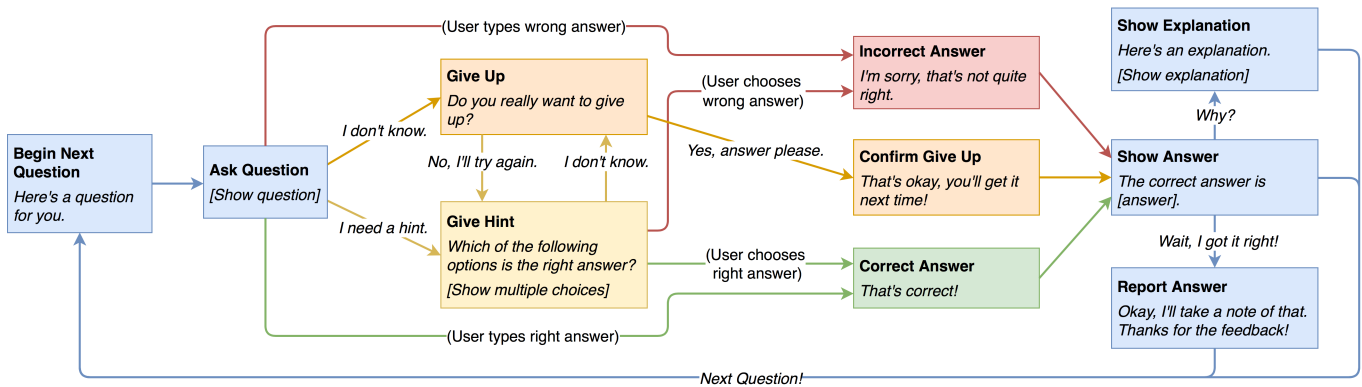 Begin Next
Question
Here's a question
for you.
Ask Question
[Show question]
(User types wrong answer)
I don't know.
I need a hint.
(User types right answer)
Give Up
Do you really want to give
up?
No, I'll try again.
I don't know.
Give Hint
Which of the following
options is the right answer?
[Show multiple choices]
(User chooses
wrong answer)
Yes, answer please.
(User chooses
right answer)
Incorrect Answer
I'm sorry, that's not quite
right.
Confirm Give Up
That's okay, you'll get it
next time!
Correct Answer
That's correct!
Show Explanation
Here's an explanation.
[Show explanation]
Why?
Show Answer
The correct answer is
[answer].
Wait, I got it right!
Report Answer
Okay, I'll take a note of that.
Thanks for the feedback!
Next Question!